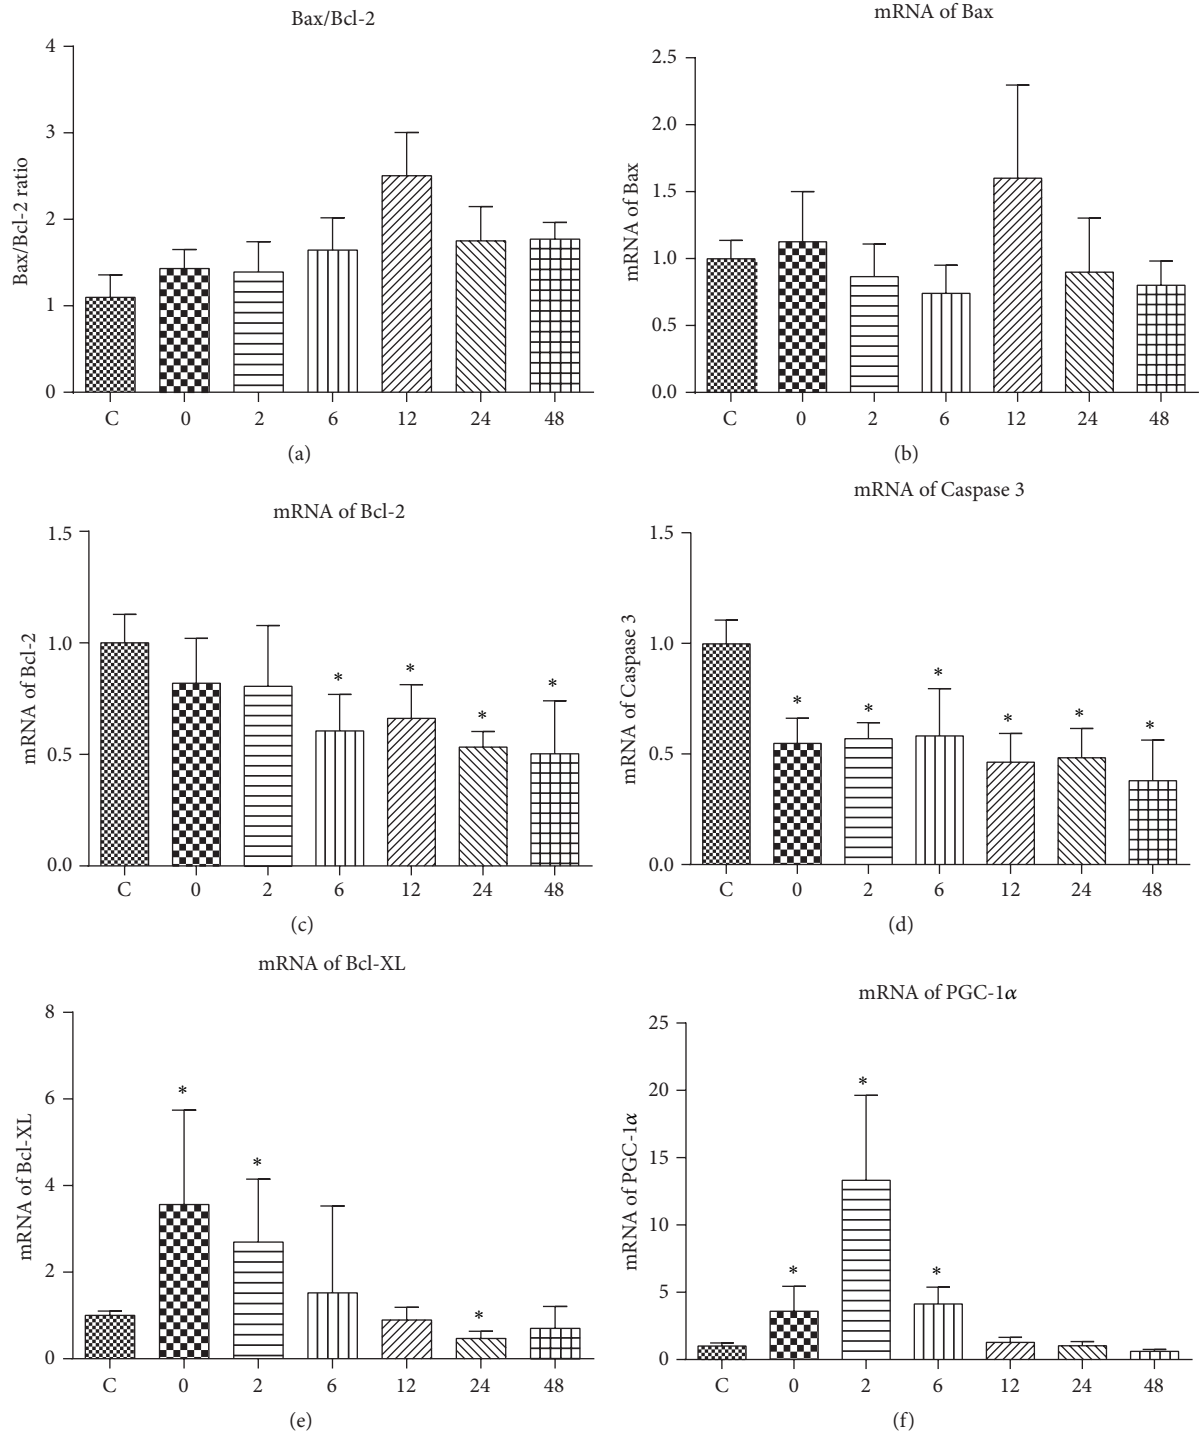 Bax/Bcl-2
4
3
2
1
0
Bax/Bcl-2 ratio
C 0 2 6 12 24 48
(a)
mRNA of Bax
2.5
2.0
1.5
1.0
0.5
0.0
mRNA of Bax
C 0 2 6 12 24 48
(b)
mRNA of Bcl-2
1.5
1.0
0.5
0.0
mRNA of Bcl-2
* * * *
C 0 2 6 12 24 48
(c)
mRNA of Caspase 3
1.5
1.0
0.5
0.0
mRNA of Caspase 3
* * * * * *
C 0 2 6 12 24 48
(d)
mRNA of Bcl-XL
8
6
4
2
0
mRNA of Bcl-XL
* * *
C 0 2 6 12 24 48
(e)
mRNA of PGC-1α
25
20
15
10
5
0
mRNA of PGC-1α
* * *
C 0 2 6 12 24 48
(f)